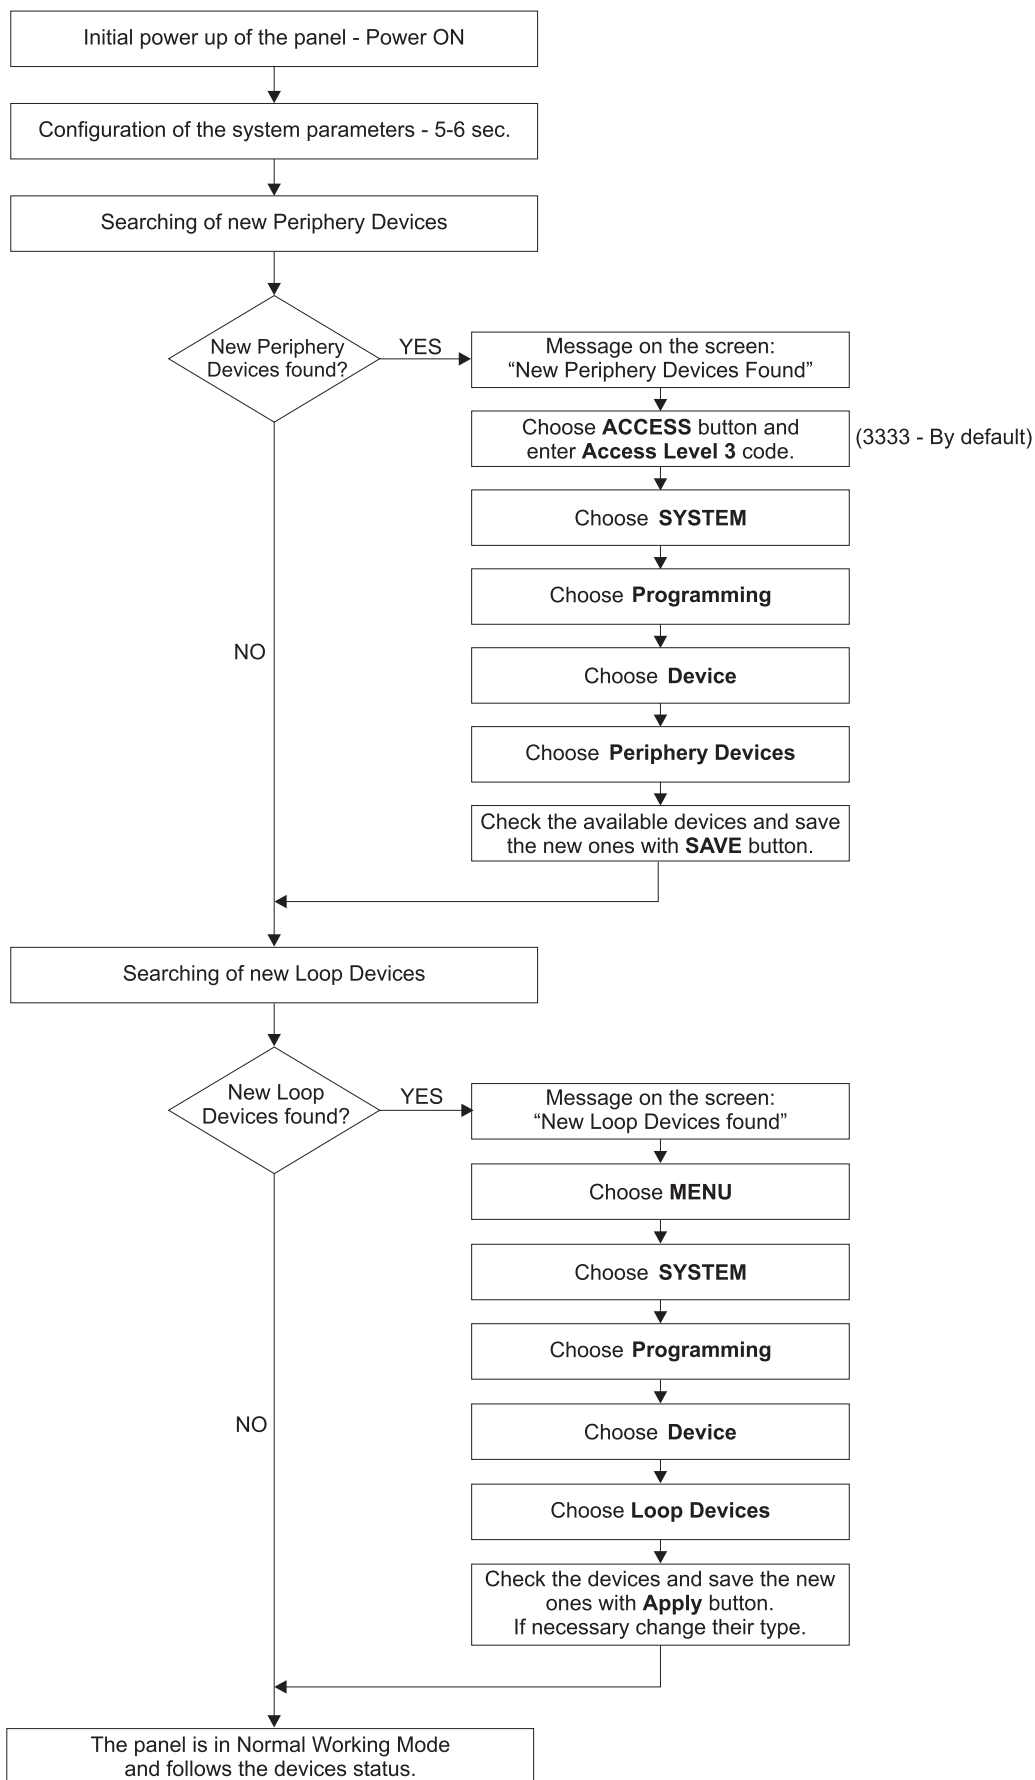 Initial power up of the panel - Power ON
Configuration of the system parameters - 5-6 sec.
Searching of new Periphery Devices
New Periphery
Devices found?
YES
Message on the screen:
“New Periphery Devices Found”
Choose ACCESS button and
enter Access Level 3 code.
(3333 - By default)
Choose SYSTEM
Choose Programming
NO
Choose Device
Choose Periphery Devices
Check the available devices and save
the new ones with SAVE button.
Searching of new Loop Devices
New Loop
Devices found?
YES
Message on the screen:
“New Loop Devices found”
Choose MENU
Choose SYSTEM
Choose Programming
NO
Choose Device
Choose Loop Devices
Check the devices and save the new
ones with Apply button.
If necessary change their type.
The panel is in Normal Working Mode
and follows the devices status.